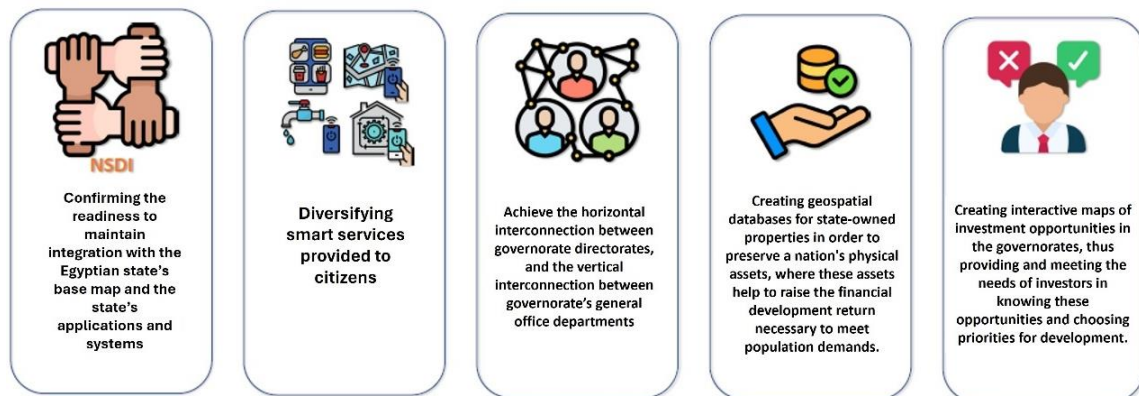 NSDI
Confirming the
readiness to
maintain
integration with the
Egyptian state's
base map and the
state's
applications and
systems
Diversifying
smart services
provided to
citizens
Achieve the horizontal
interconnection between
governorate directorates,
and the vertical
interconnection between
governorate's general
office departments
Creating geospatial
databases for state-owned
properties in order to
preserve a nation's physical
assets, where these assets
help to raise the financial
development return
necessary to meet
population demands.
Creating interactive maps of
investment opportunities in
the governorates, thus
providing and meeting the
needs of investors in
knowing these
opportunities and choosing
priorities for development.